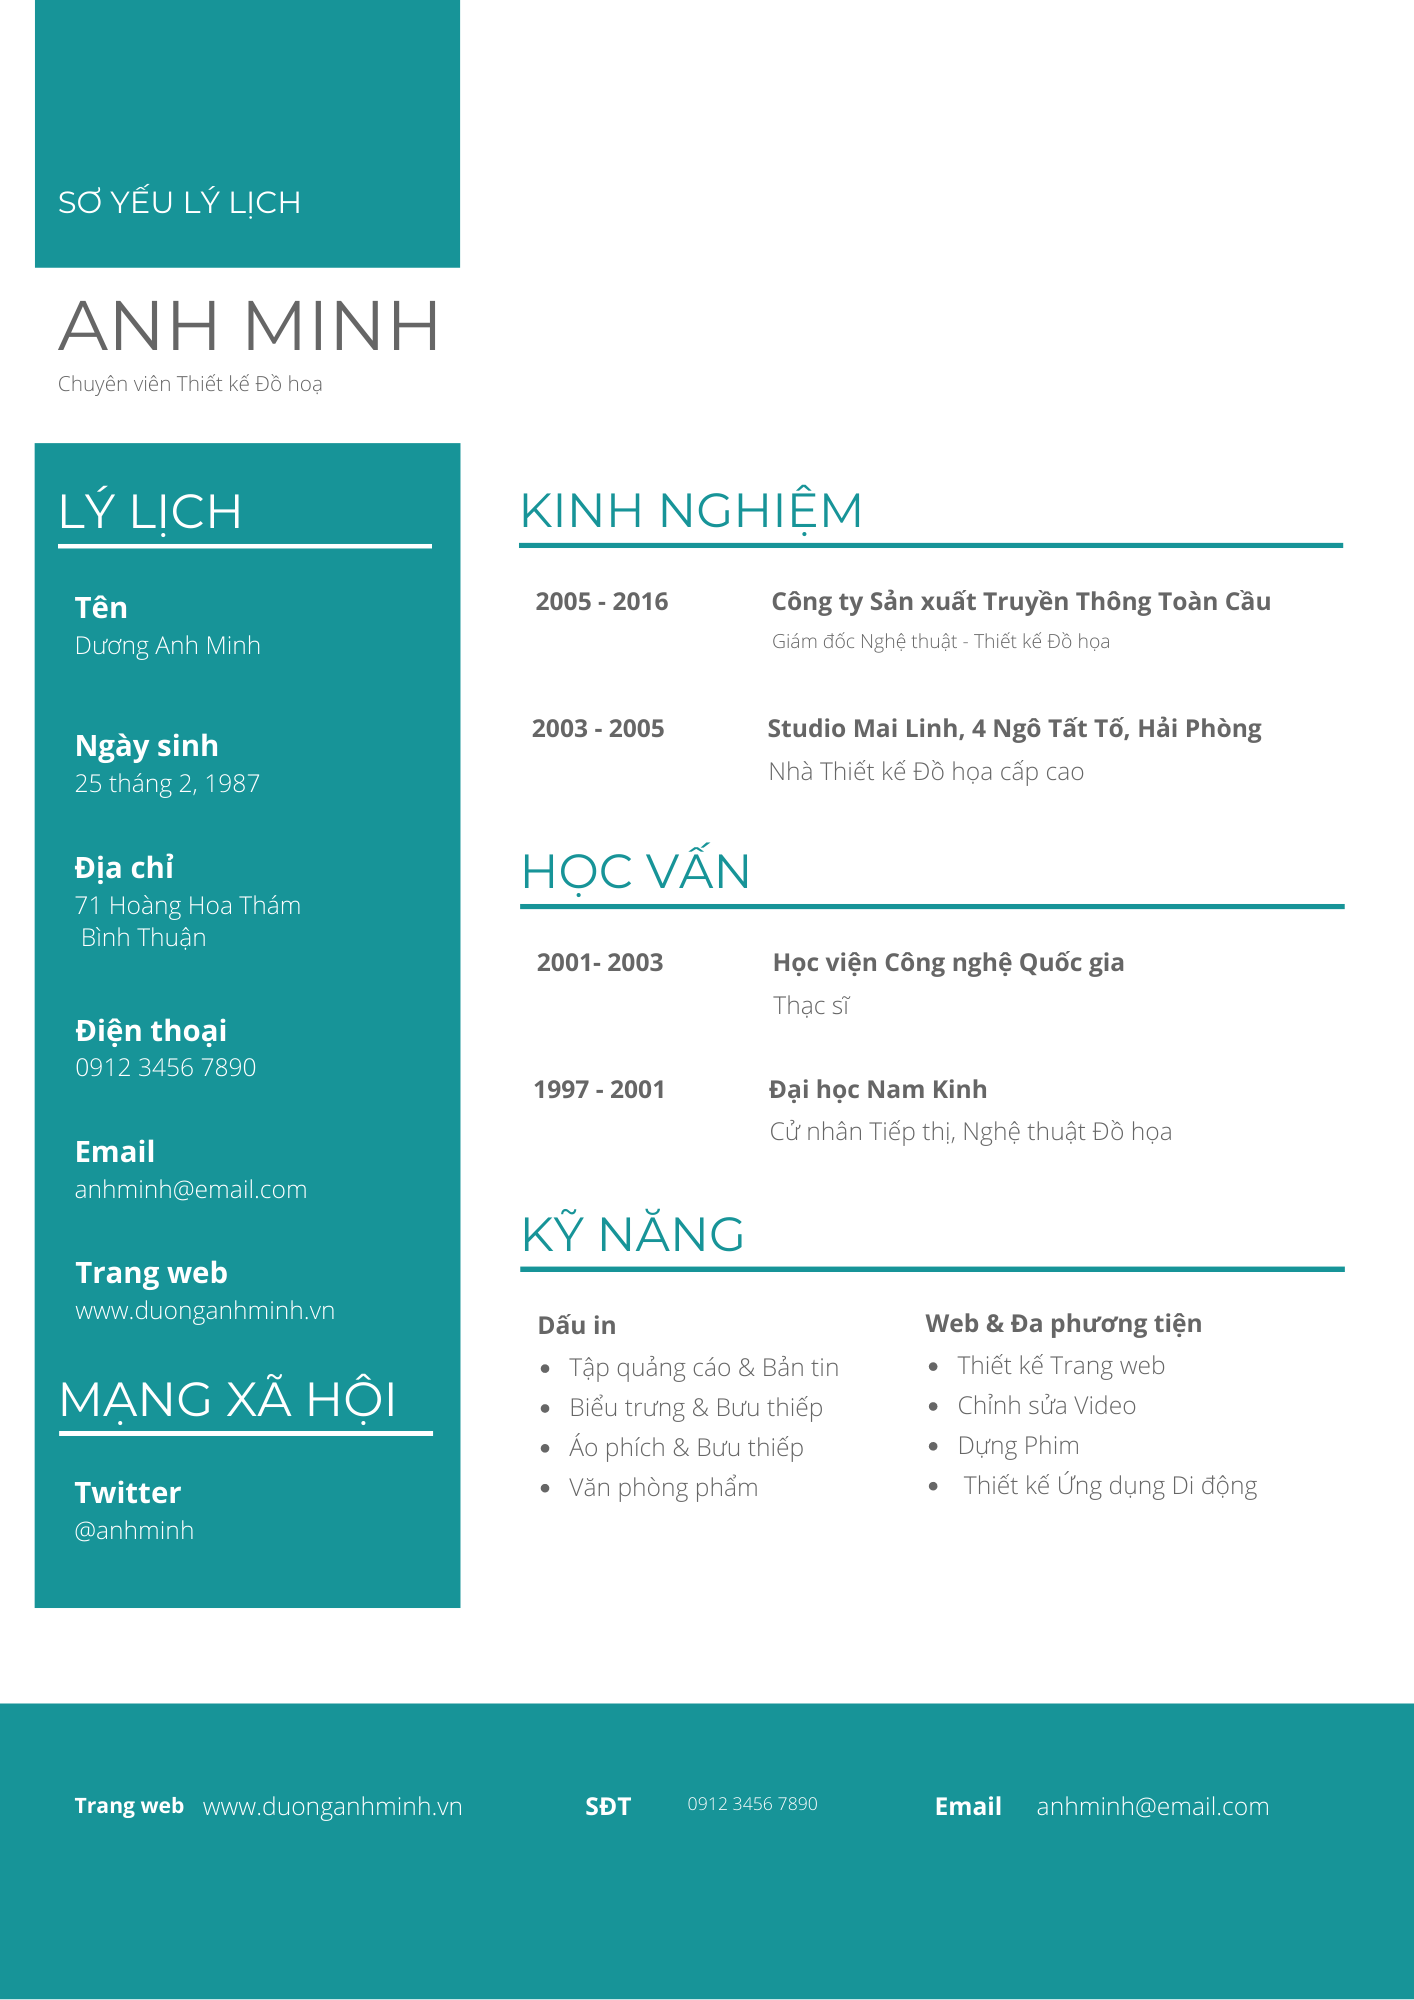 SƠ YẾU LÝ LỊCH
ANH MINH
Chuyên viên Thiết kế Đồ hoạ
LÝ LỊCH
Tên
Dương Anh Minh
Ngày sinh
25 tháng 2, 1987
Địa chỉ
71 Hoàng Hoa Thám
Bình Thuận
Điện thoại
0912 3456 7890
Email
anhminh@email.com
Trang web
www.duonganhminh.vn
MẠNG XÃ HỘI
Twitter
@anhminh
KINH NGHIỆM
2005 - 2016 Công ty Sản xuất Truyền Thông Toàn Cầu
Giám đốc Nghệ thuật - Thiết kế Đồ họa
2003 - 2005 Studio Mai Linh, 4 Ngô Tất Tố, Hải Phòng
Nhà Thiết kế Đồ họa cấp cao
HỌC VẤN
2001- 2003 Học viện Công nghệ Quốc gia
Thạc sĩ
1997 - 2001 Đại học Nam Kinh
Cử nhân Tiếp thị, Nghệ thuật Đồ họa
KỸ NĂNG
Dấu in
• Tập quảng cáo & Bản tin
• Biểu trưng & Bưu thiếp
• Áo phích & Bưu thiếp
• Văn phòng phẩm
Web & Đa phương tiện
• Thiết kế Trang web
• Chỉnh sửa Video
• Dựng Phim
• Thiết kế Ứng dụng Di động
Trang web www.duonganhminh.vn SĐT 0912 3456 7890 Email anhminh@email.com